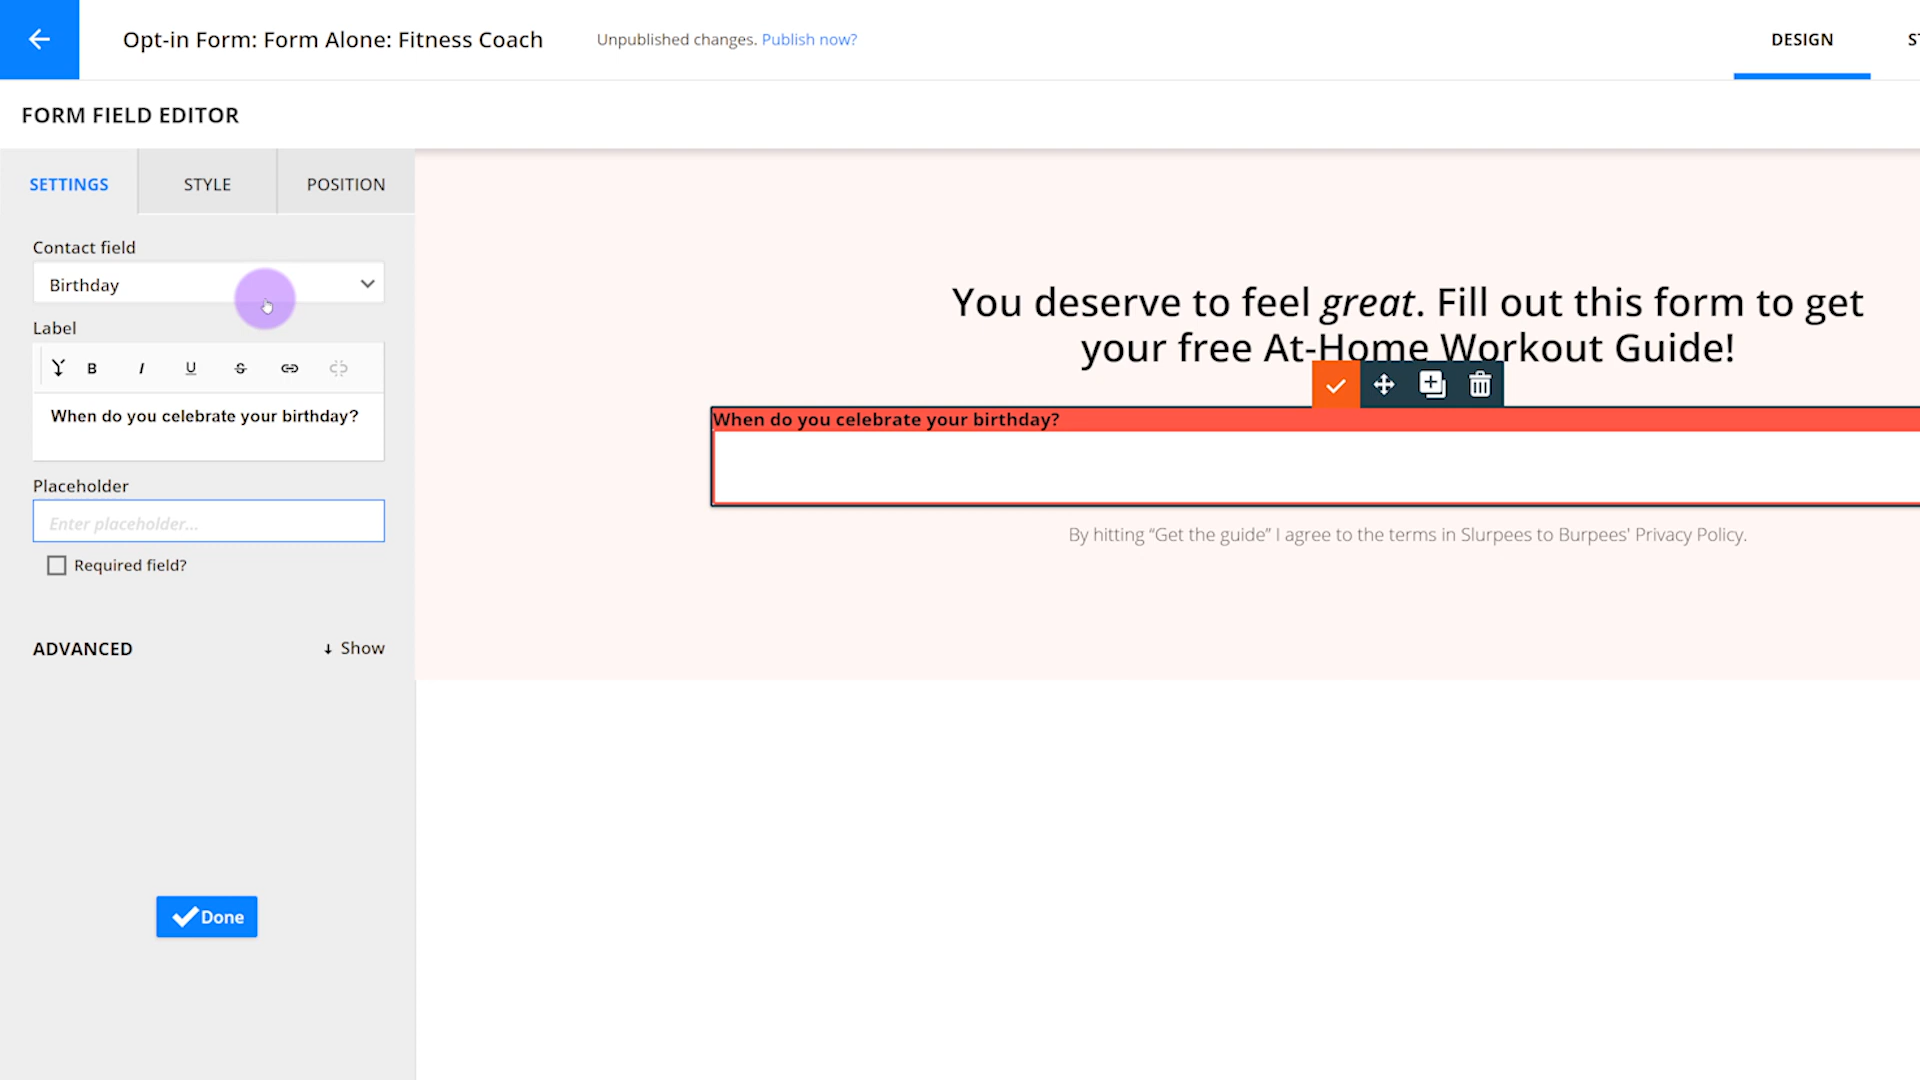 Opt-in Form: Form Alone: Fitness Coach
Unpublished changes. Publish now?
DESIGN
FORM FIELD EDITOR
SETTINGS
STYLE
POSITION
Contact field
Birthday
Label
B I U S
When do you celebrate your birthday?
Placeholder
Enter placeholder...
Required field?
ADVANCED
↓ Show
Done
You deserve to feel great. Fill out this form to get
your free At-Home Workout Guide!
When do you celebrate your birthday?
By hitting “Get the guide” I agree to the terms in Slurpees to Burpees' Privacy Policy.